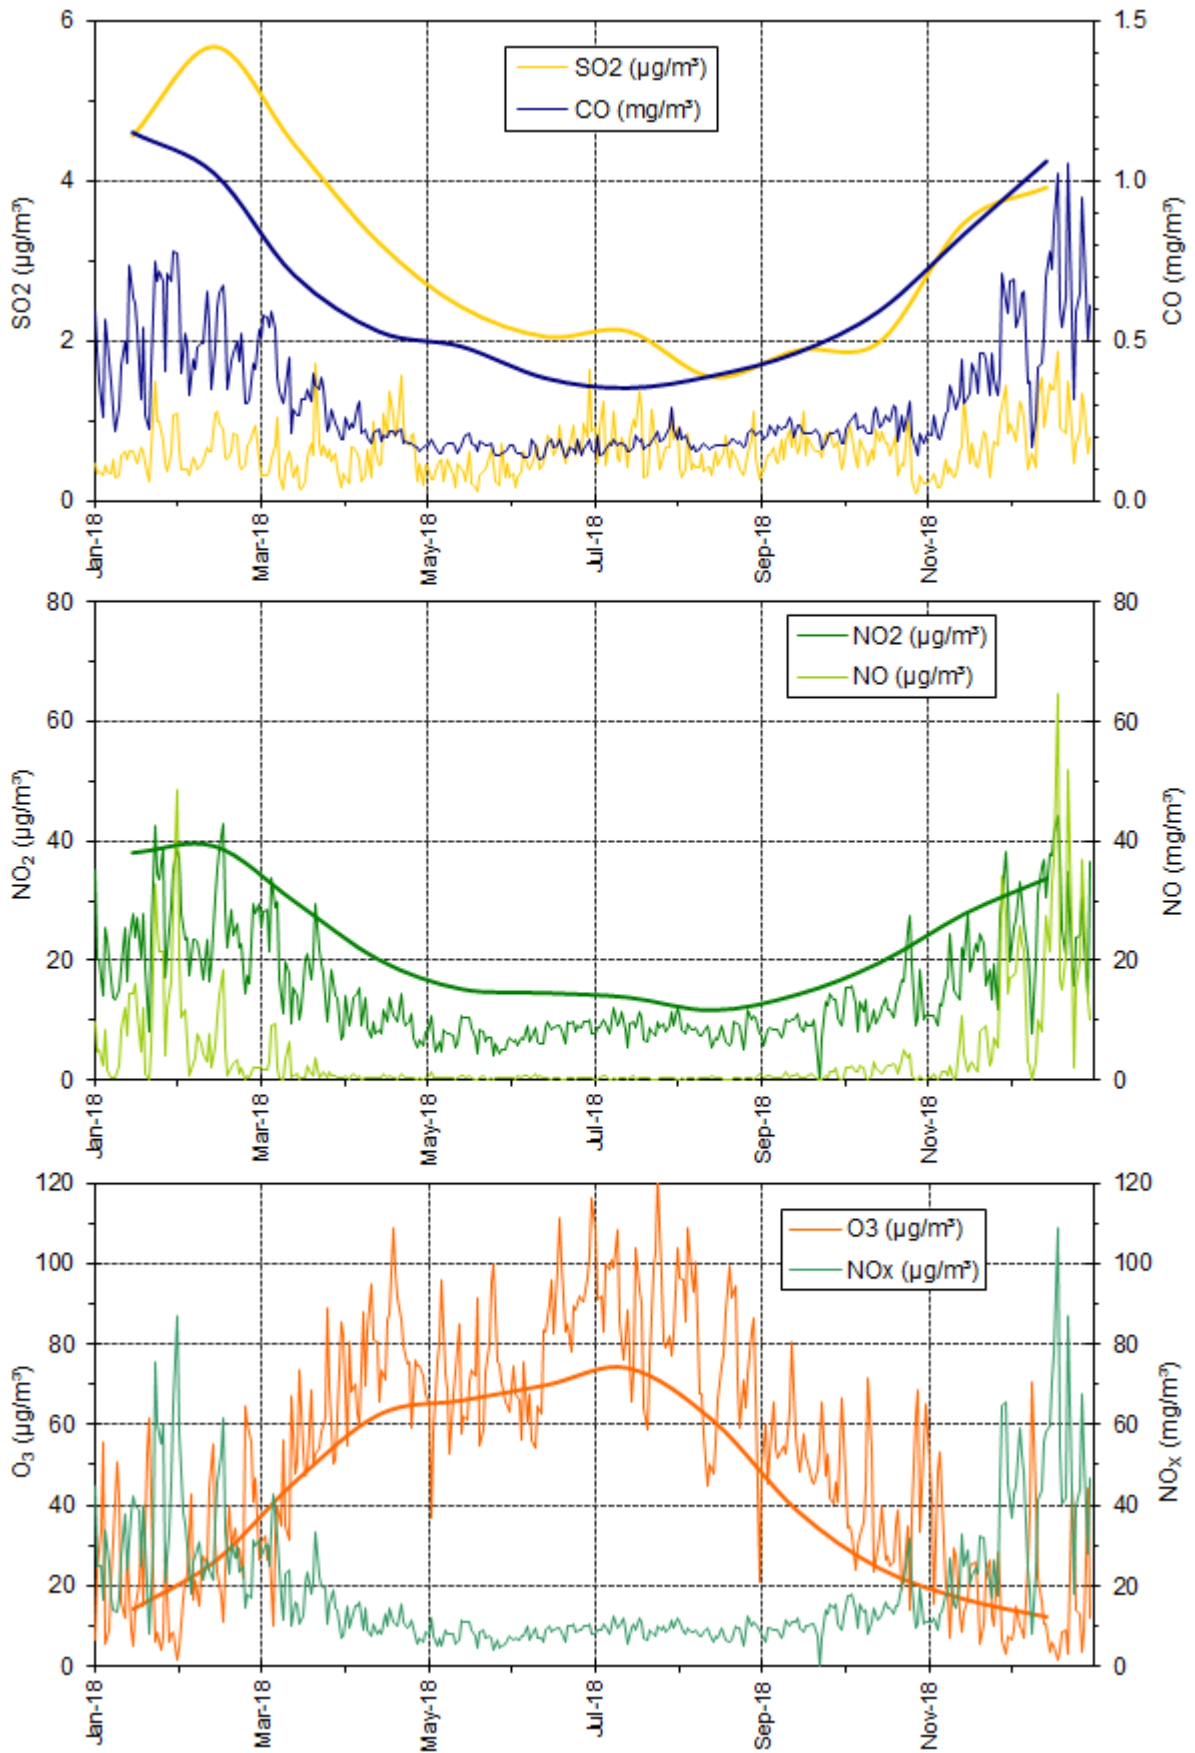 6
1.5
SO2 (µg/m³)
CO (mg/m³)
4
1.0
SO2 (µg/m³)
CO (mg/m³)
2
0.5
0
0.0
Jan-18
Mar-18
May-18
Jul-18
Sep-18
Nov-18
80
80
NO2 (µg/m³)
NO (µg/m³)
60
60
NO₂ (µg/m³)
NO (mg/m³)
40
40
20
20
0
0
Jan-18
Mar-18
May-18
Jul-18
Sep-18
Nov-18
120
120
O3 (µg/m³)
NOx (µg/m³)
100
100
80
80
O₃ (µg/m³)
NOₓ (mg/m³)
60
60
40
40
20
20
0
0
Jan-18
Mar-18
May-18
Jul-18
Sep-18
Nov-18